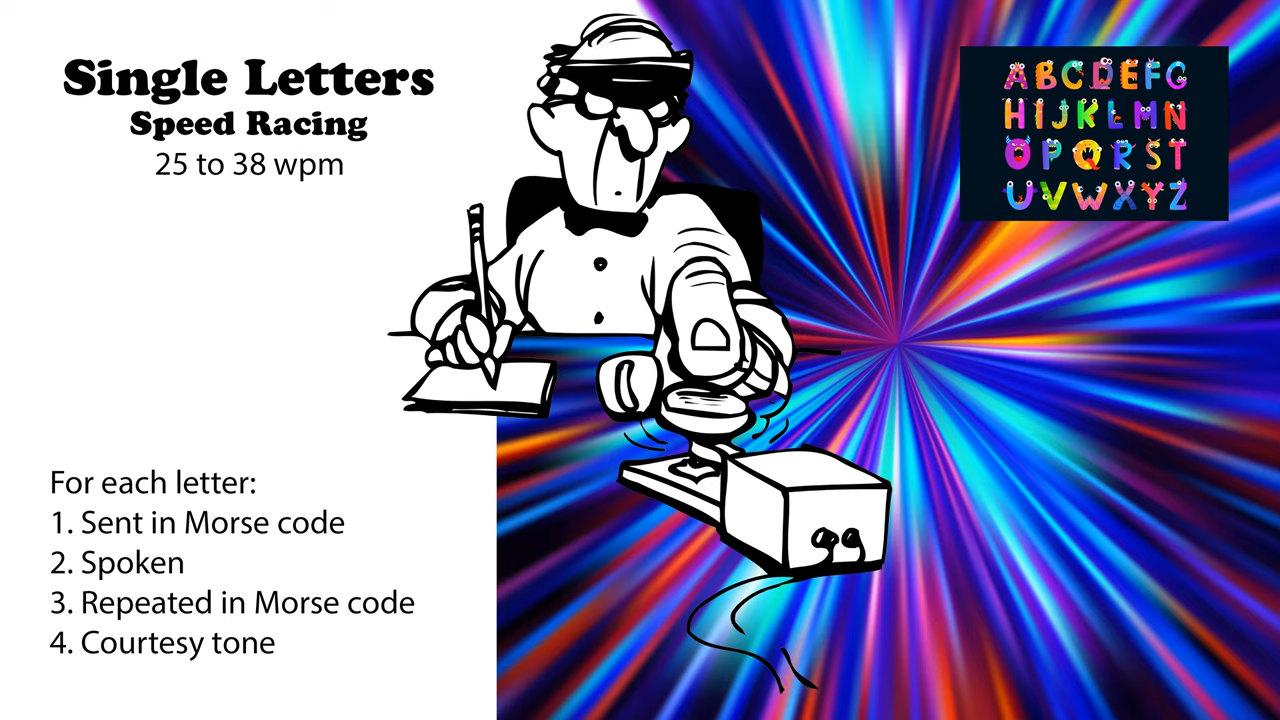 Single Letters
Speed Racing
25 to 38 wpm
ABCDEFG
HIJKLMN
OPQRST
UVWXYZ
For each letter:
1. Sent in Morse code
2. Spoken
3. Repeated in Morse code
4. Courtesy tone